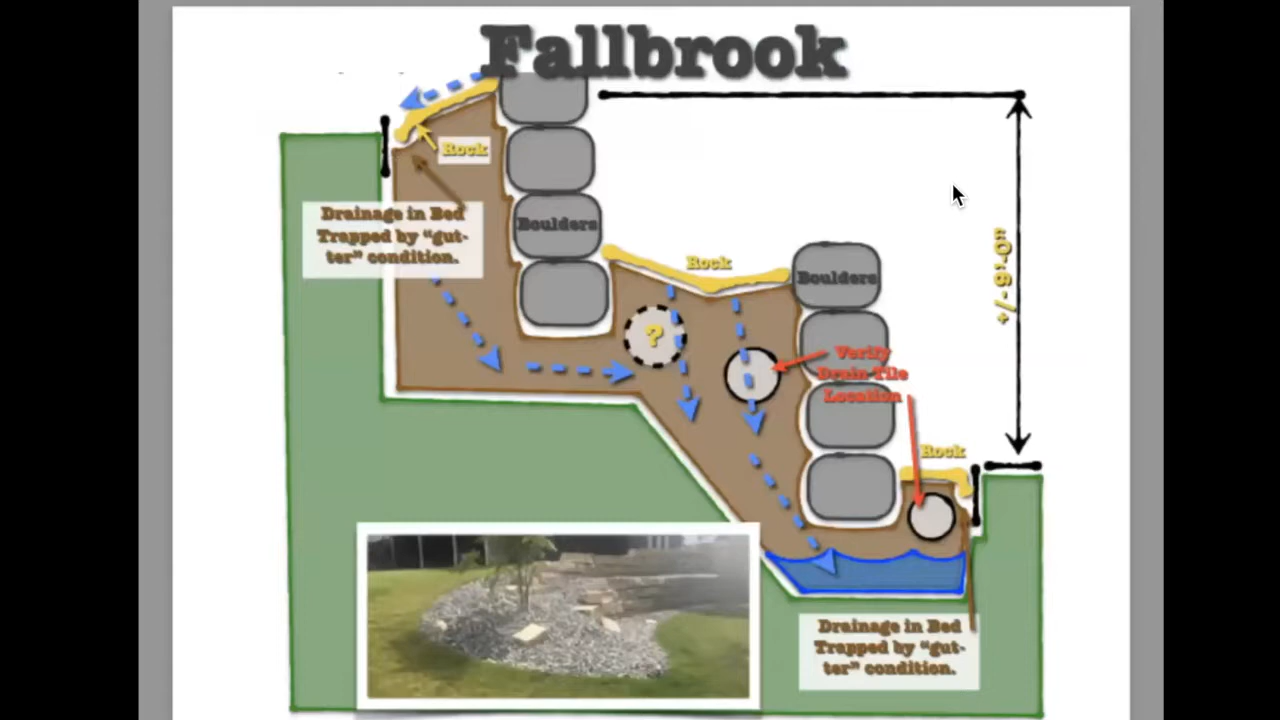 Fallbrook
Rock
Drainage in Bed
Trapped by “gut-
ter” condition.
Boulders
Rock
Boulders
+/- 9'-0"
?
Verify
Drain Tile
Location
Rock
Drainage in Bed
Trapped by “gut-
ter” condition.